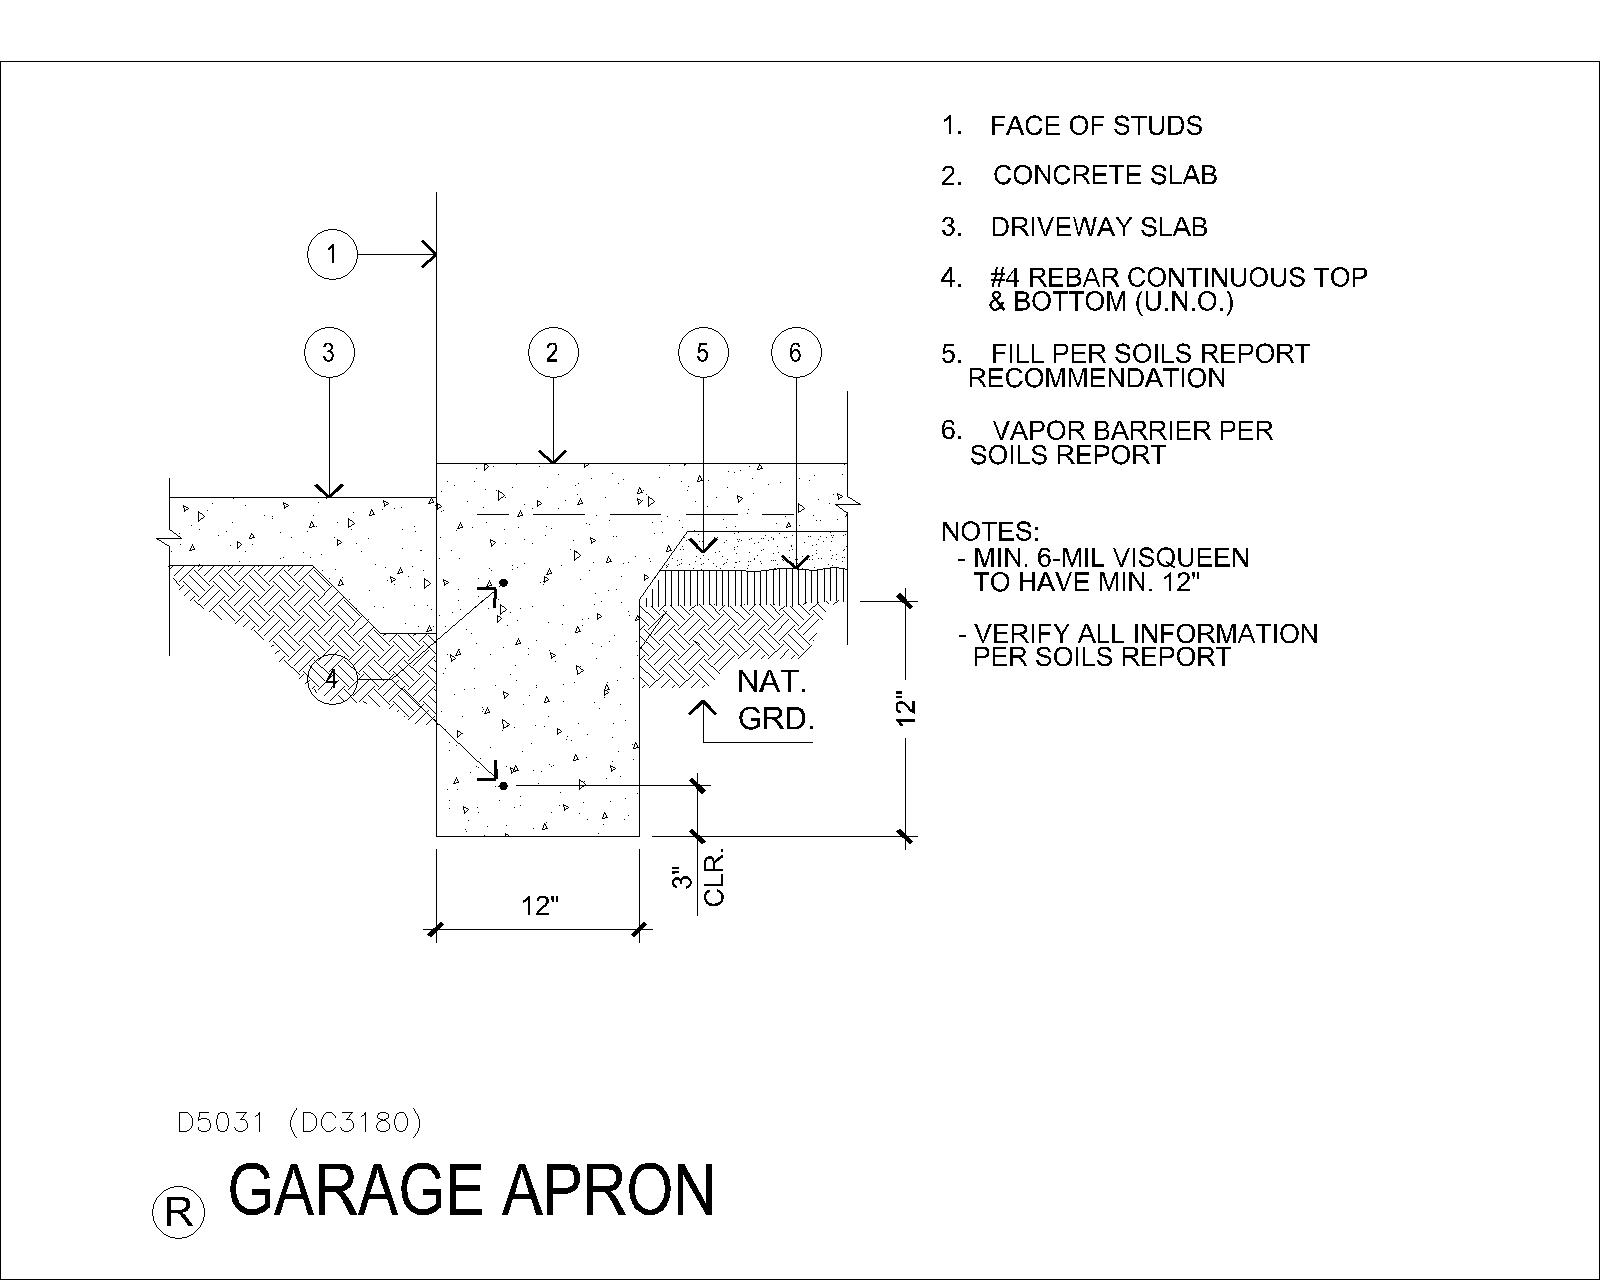 1. FACE OF STUDS
2. CONCRETE SLAB
3. DRIVEWAY SLAB
4. #4 REBAR CONTINUOUS TOP
& BOTTOM (U.N.O.)
5. FILL PER SOILS REPORT
RECOMMENDATION
6. VAPOR BARRIER PER
SOILS REPORT
NOTES:
- MIN. 6-MIL VISQUEEN
TO HAVE MIN. 12"
- VERIFY ALL INFORMATION
PER SOILS REPORT
1
3
2
5
6
4
NAT.
GRD.
12"
3"
CLR.
12"
D5031 (DC3180)
R GARAGE APRON